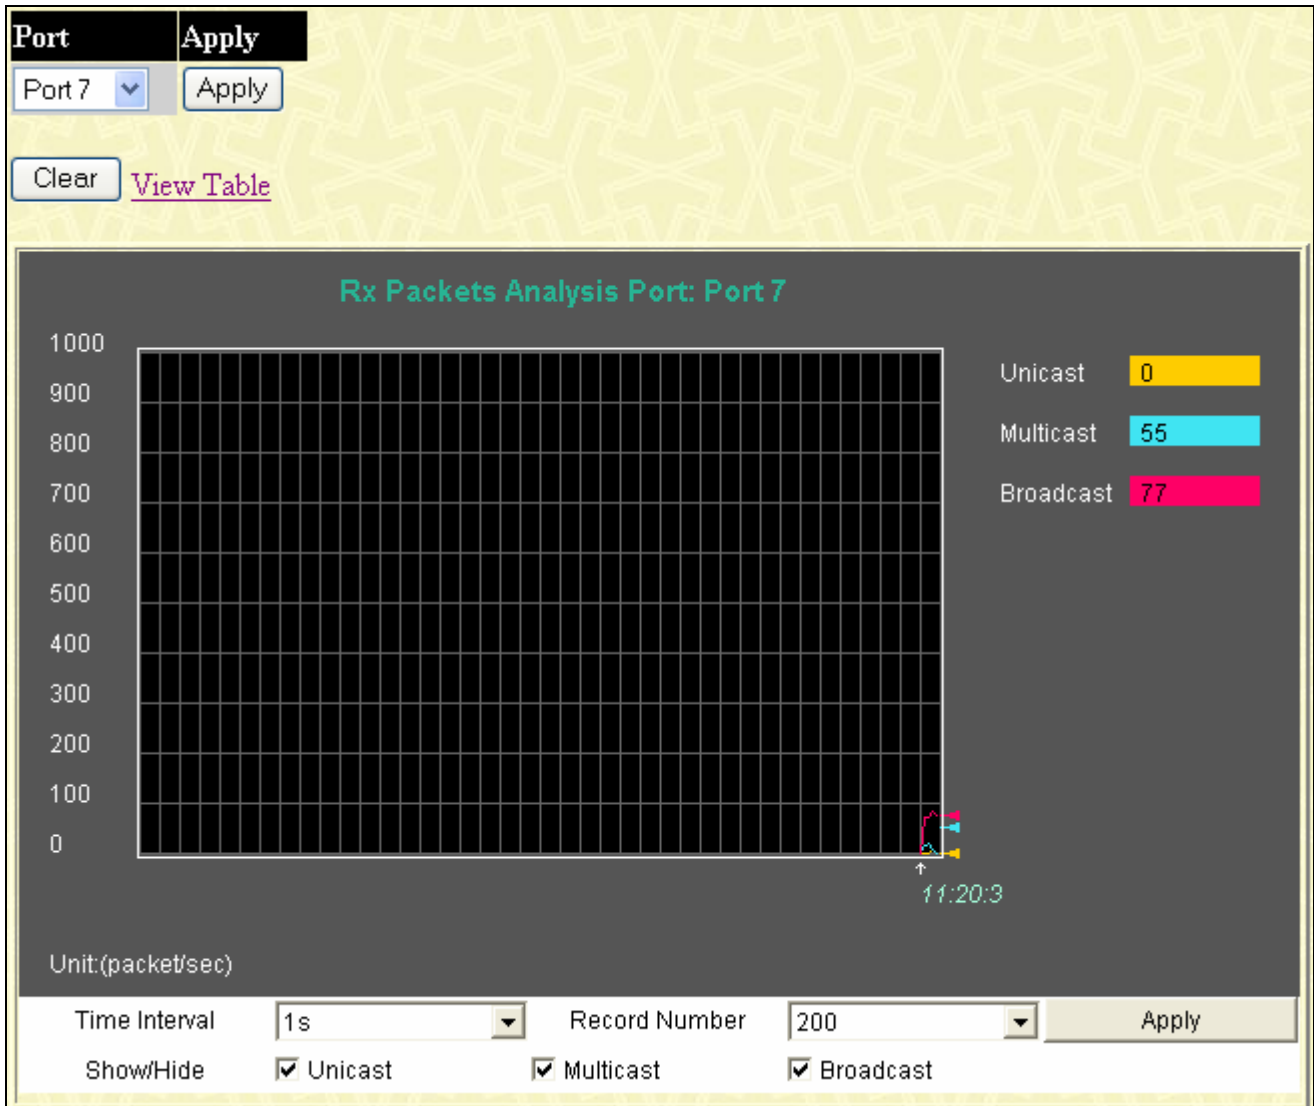 Port Apply
Port 7 Apply
Clear View Table
Rx Packets Analysis Port: Port 7
1000
900
800
700
600
500
400
300
200
100
0
Unicast 0
Multicast 55
Broadcast 77
11:20:3
Unit:(packet/sec)
Time Interval 1s Record Number 200 Apply
Show/Hide Unicast Multicast Broadcast